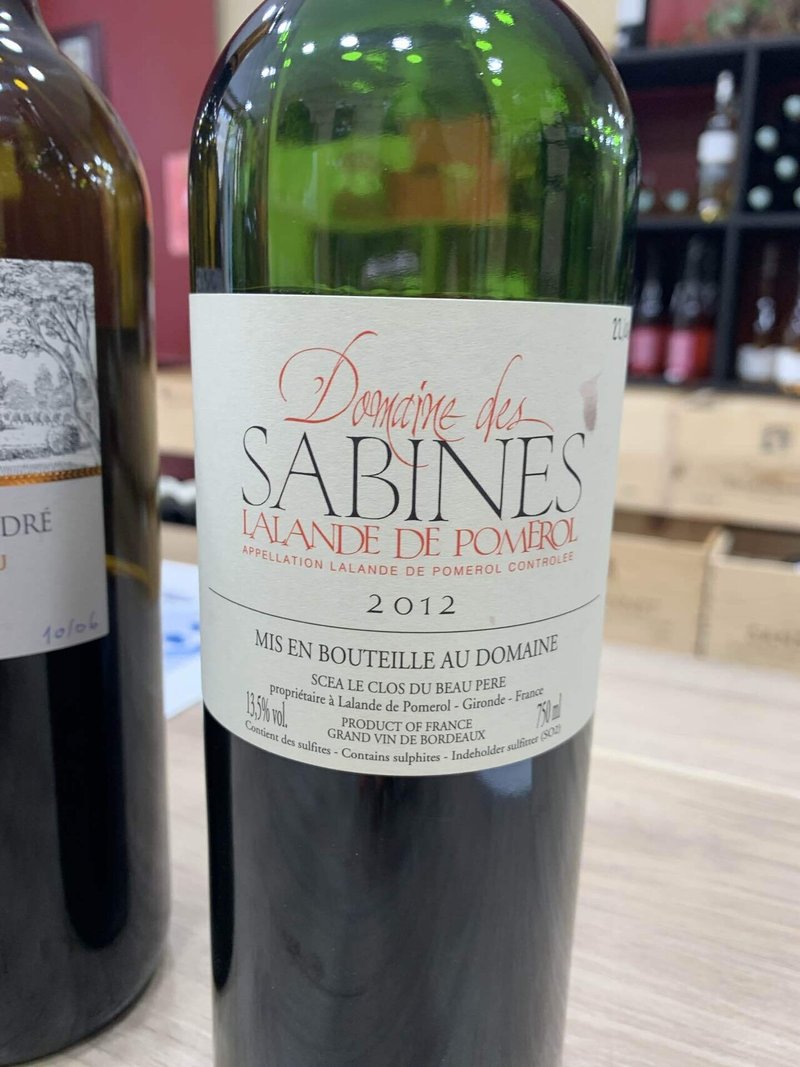 Domaine des
SABINES
LALANDE DE POMEROL
APPELLATION LALANDE DE POMEROL CONTROLEE
2012
MIS EN BOUTEILLE AU DOMAINE
SCEA LE CLOS DU BEAU PERE
propriétaire à Lalande de Pomerol - Gironde - France
13,5% vol.
750 ml
PRODUCT OF FRANCE
GRAND VIN DE BORDEAUX
Contient des sulfites - Contains sulphites - Indeholder sulfitter (SO2)
DRÉ
U
10/06